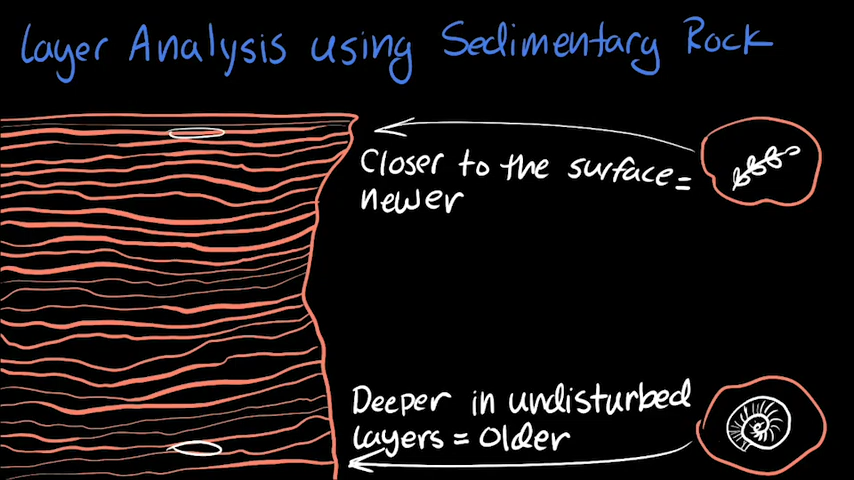 Layer Analysis using Sedimentary Rock
Closer to the surface =
newer
Deeper in undisturbed
layers = older